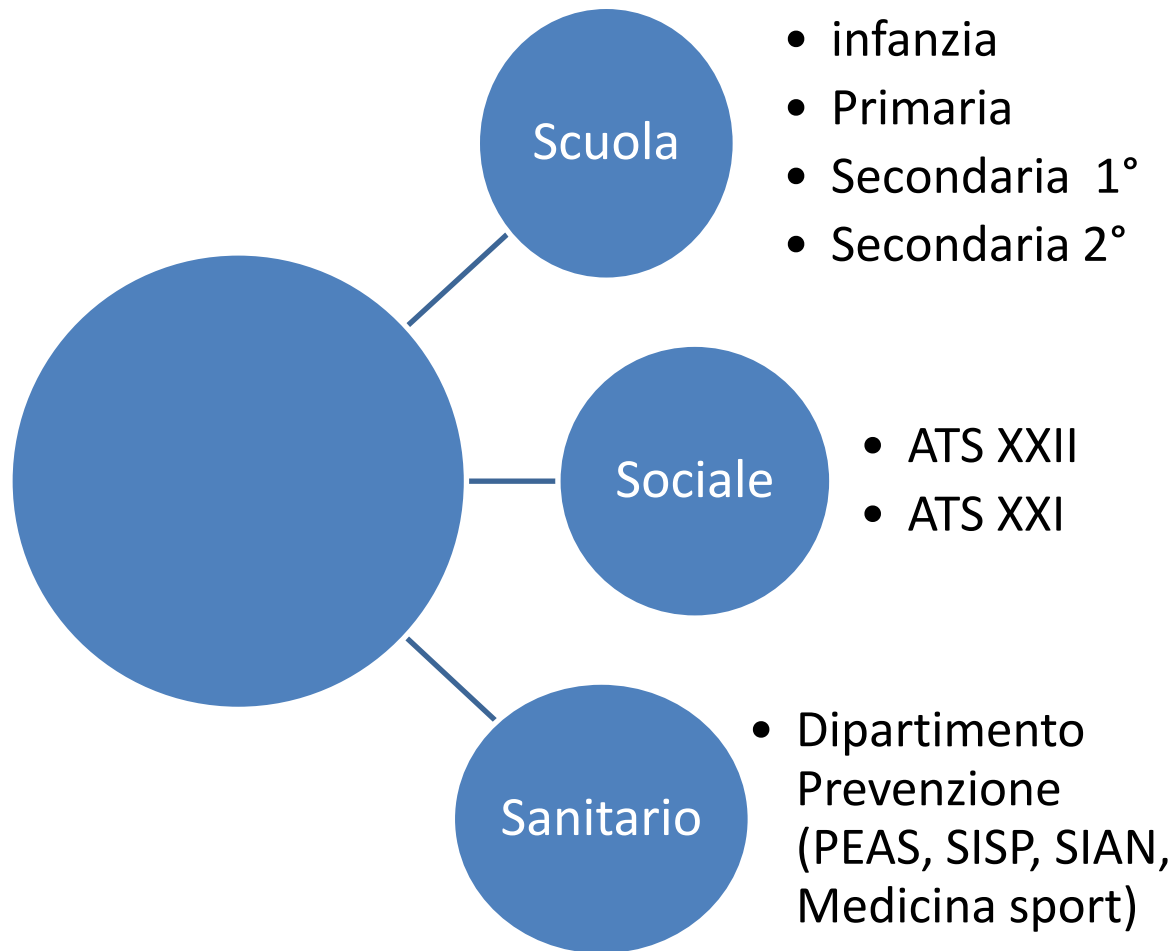 Scuola
• infanzia
• Primaria
• Secondaria 1°
• Secondaria 2°
Sociale
• ATS XXII
• ATS XXI
Sanitario
• Dipartimento
Prevenzione
(PEAS, SISP, SIAN,
Medicina sport)